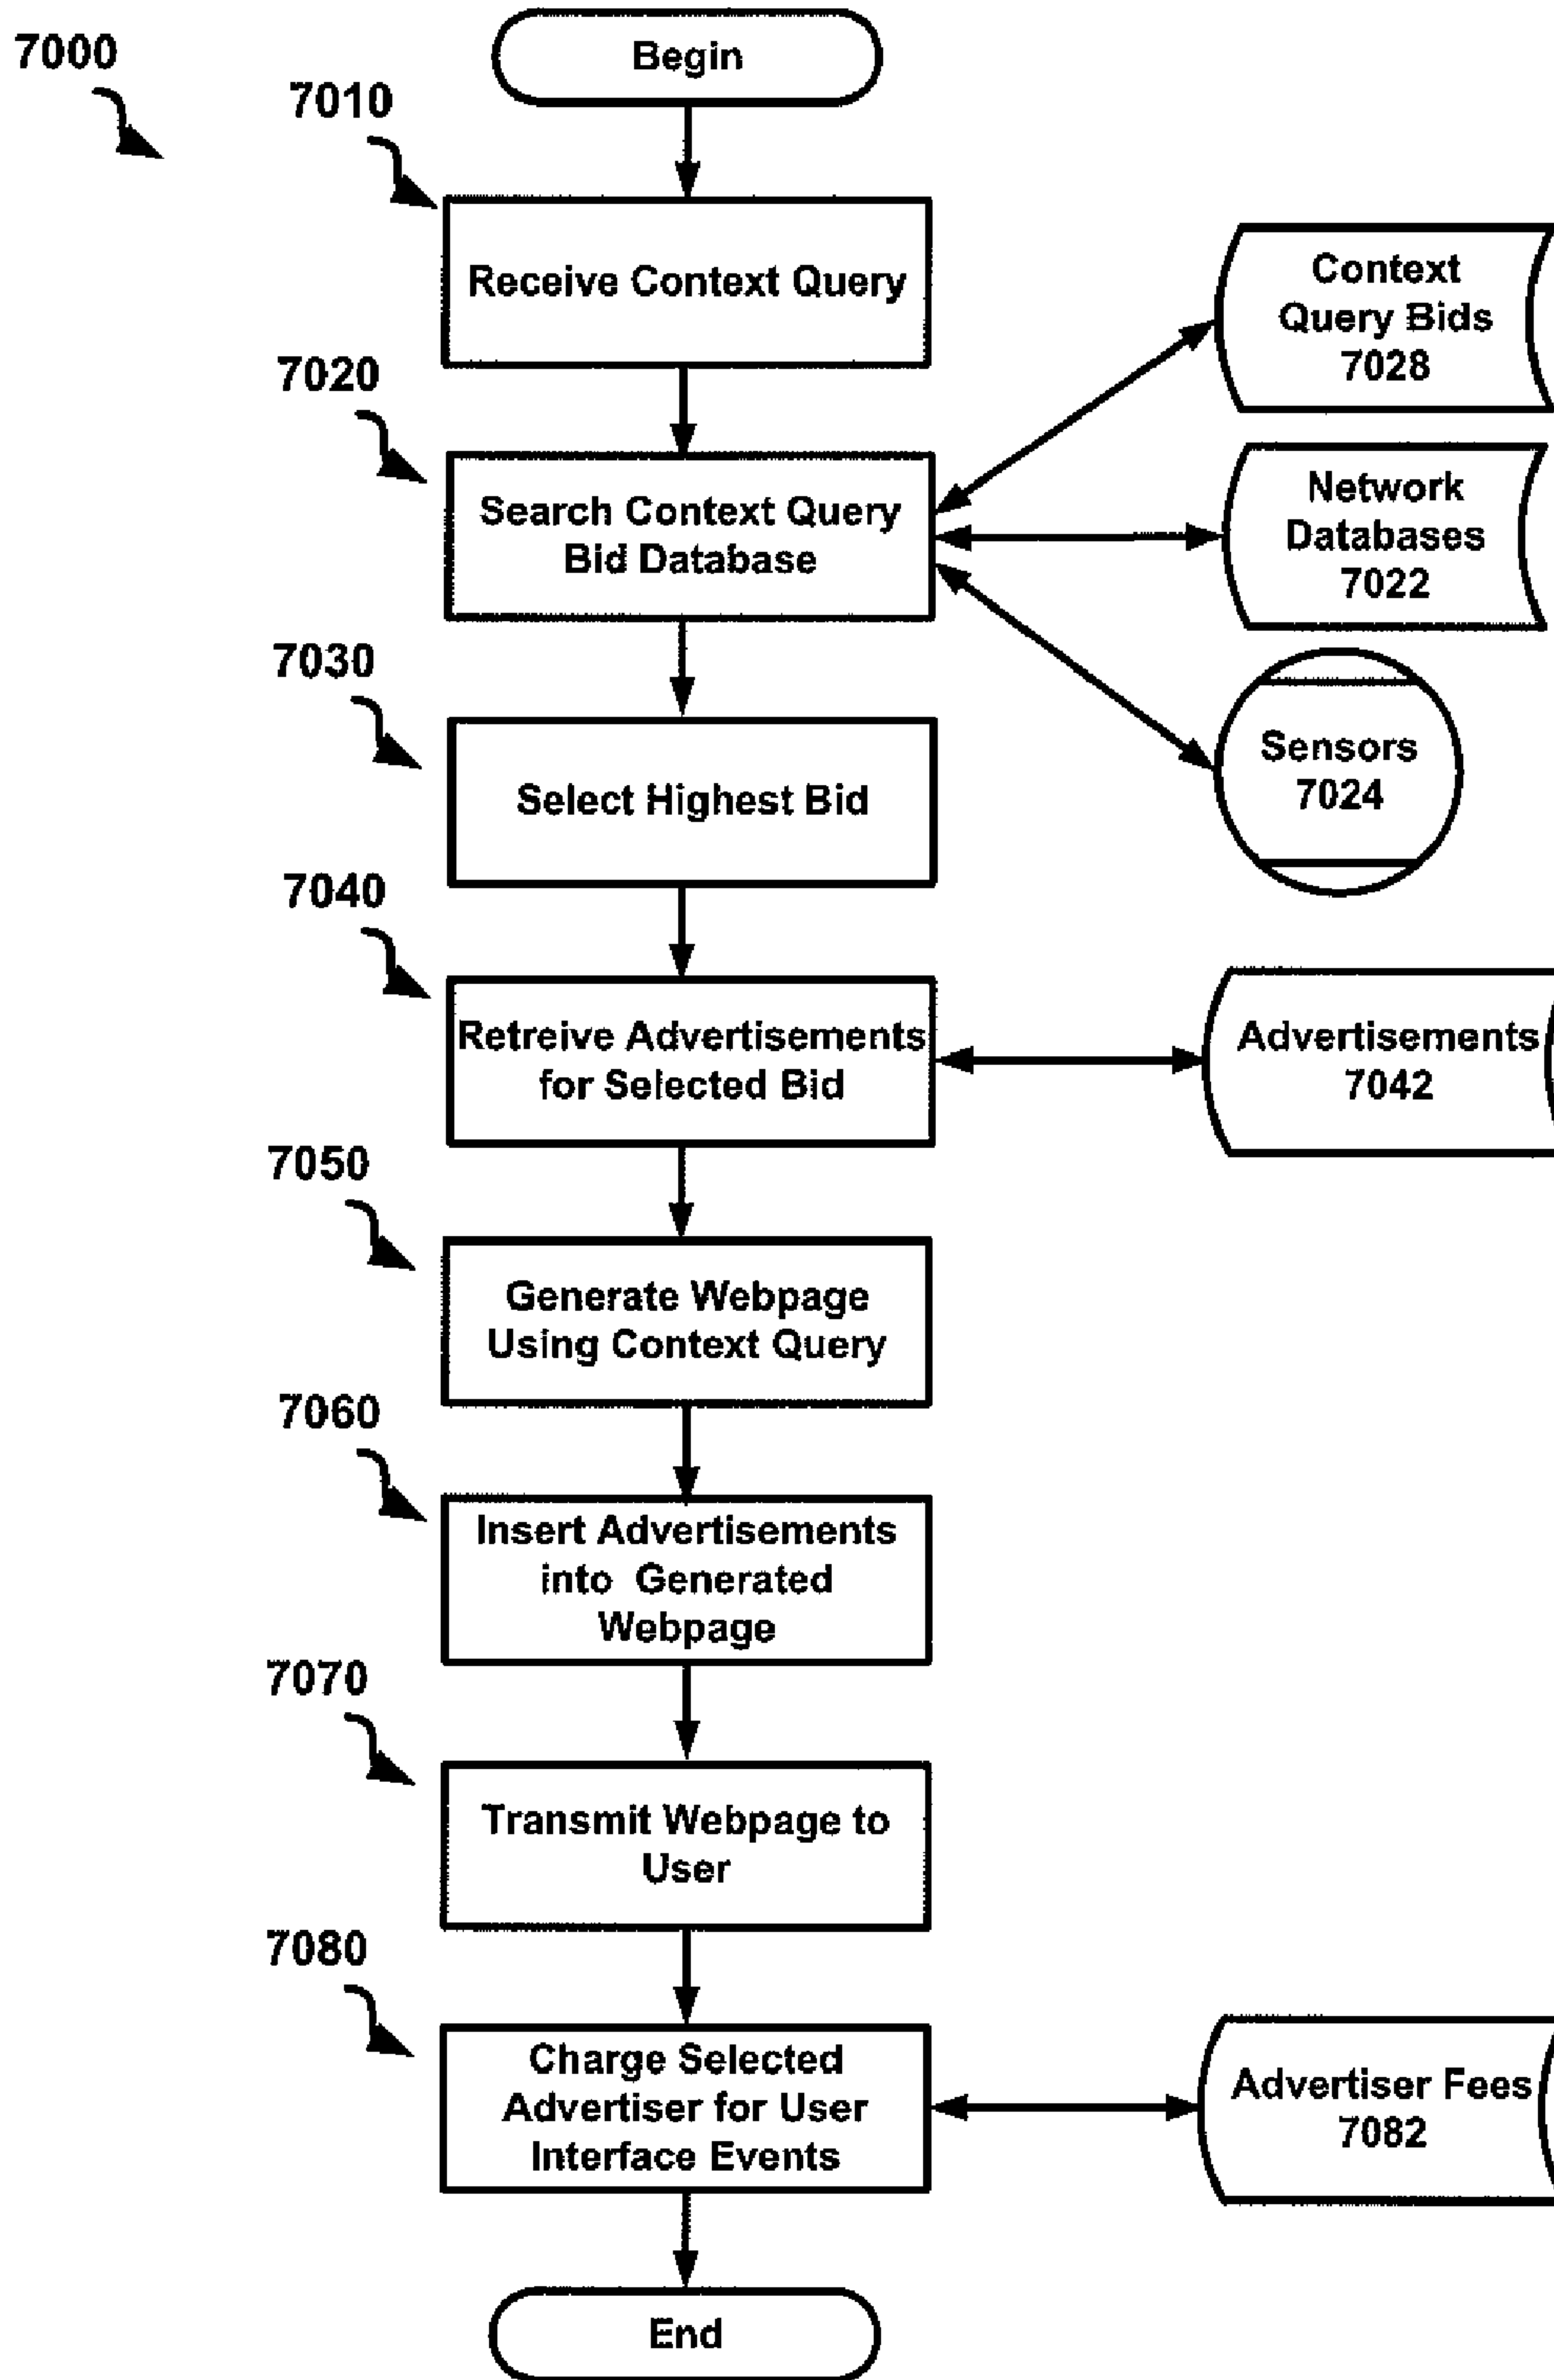 7000
Begin
7010
Receive Context Query
Context
Query Bids
7028
7020
Search Context Query
Bid Database
Network
Databases
7022
7030
Select Highest Bid
Sensors
7024
7040
Retreive Advertisements
for Selected Bid
Advertisements
7042
7050
Generate Webpage
Using Context Query
7060
Insert Advertisements
into Generated
Webpage
7070
Transmit Webpage to
User
7080
Charge Selected
Advertiser for User
Interface Events
Advertiser Fees
7082
End